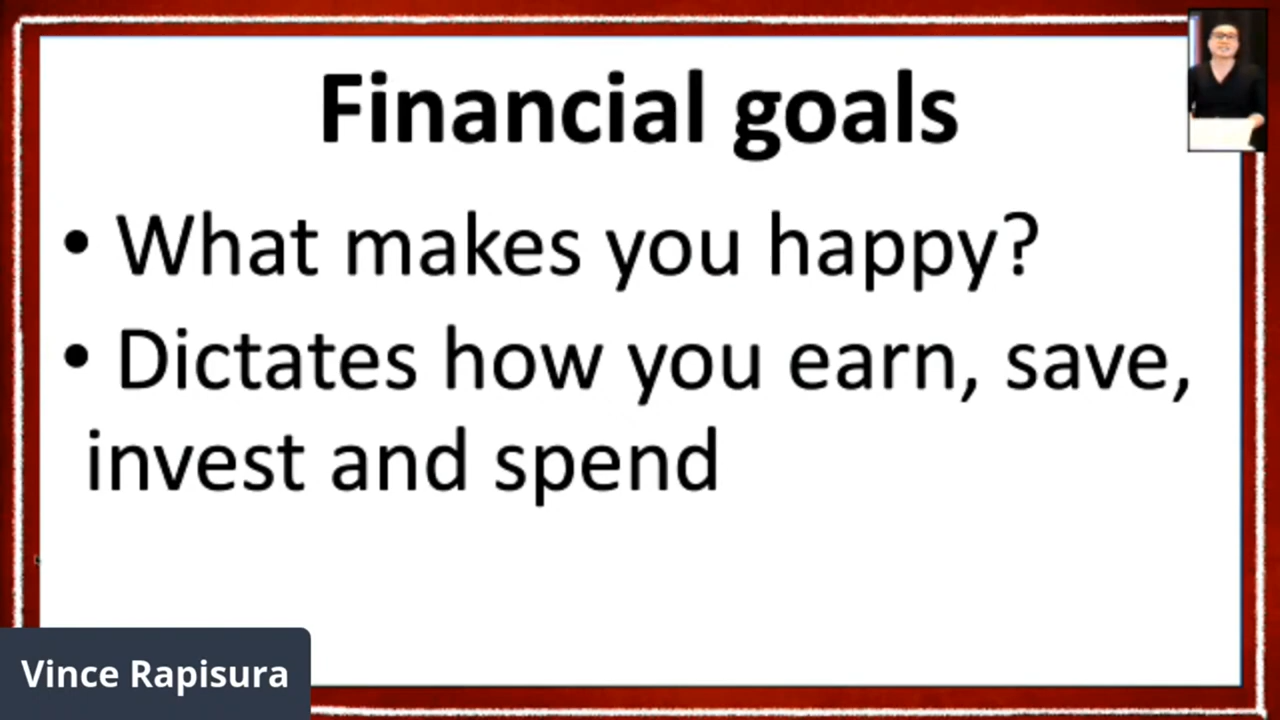 Financial goals
• What makes you happy?
• Dictates how you earn, save,
invest and spend
Vince Rapisura